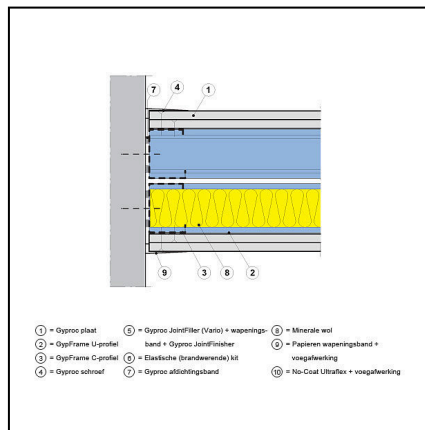 7
4
1
9
3
8
2
1 = Gyproc plaat
2 = GypFrame U-profiel
3 = GypFrame C-profiel
4 = Gyproc schroef
5 = Gyproc JointFiller (Vario) + wapenings-
band + Gyproc JointFinisher
6 = Elastische (brandwerende) kit
7 = Gyproc afdichtingsband
8 = Minerale wol
9 = Papieren wapeningsband +
voegafwerking
10 = No-Coat Ultraflex + voegafwerking